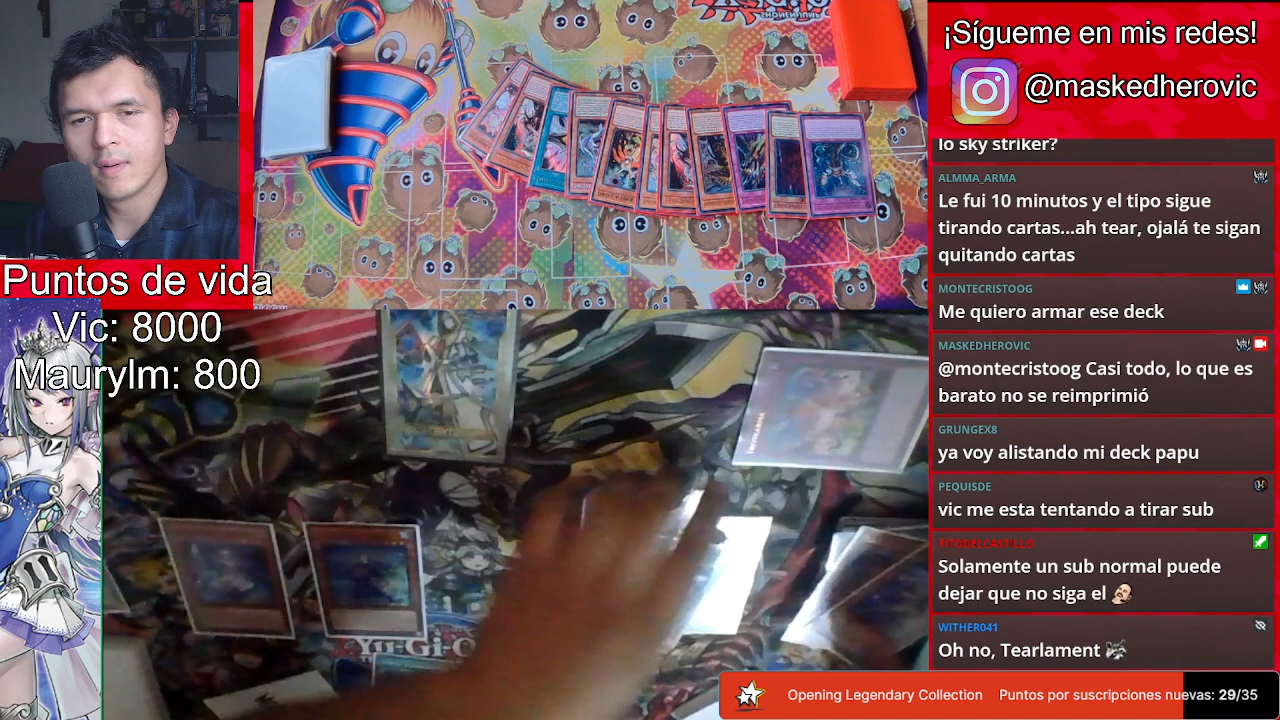 ¡Sígueme en mis redes!
@maskedherovic
lo sky striker?
ALMMA_ARMA
Le fui 10 minutos y el tipo sigue
tirando cartas...ah tear, ojalá te sigan
quitando cartas
MONTECRISTOOG
Me quiero armar ese deck
MASKEDHEROVIC
@montecristoog Casi todo, lo que es
barato no se reimprimió
GRUNGEX8
ya voy alistando mi deck papu
PEQUISDE
vic me esta tentando a tirar sub
TITODELCASTILLO
Solamente un sub normal puede
dejar que no siga el
WITHER041
Oh no, Tearlament
Puntos de vida
Vic: 8000
Maurylm: 800
Yu-Gi-O
Opening Legendary Collection Puntos por suscripciones nuevas: 29/35